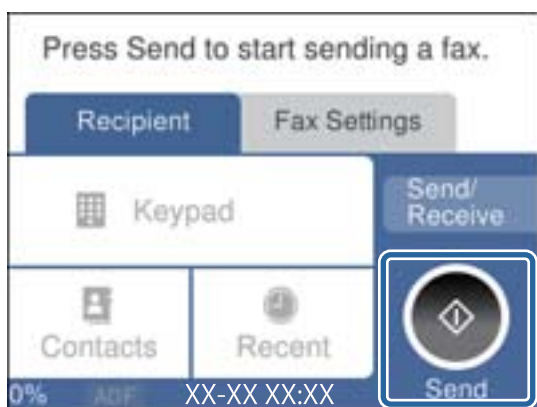 Press Send to start sending a fax.
Recipient
Fax Settings
Keypad
Send/
Receive
Contacts
Recent
Send
0% ADF XX-XX XX:XX